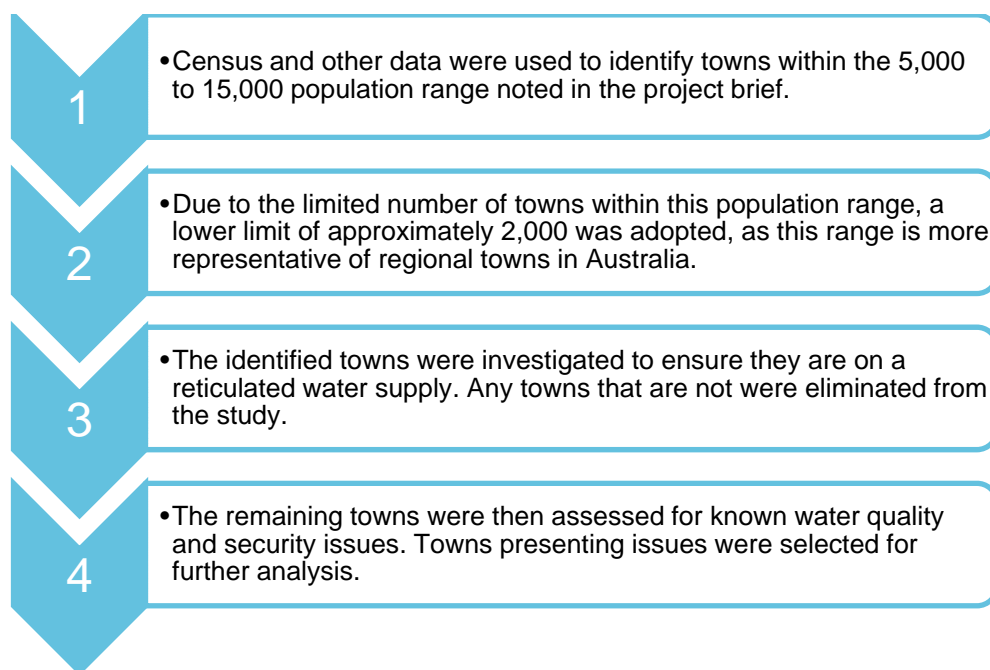 1
•Census and other data were used to identify towns within the 5,000
to 15,000 population range noted in the project brief.
2
•Due to the limited number of towns within this population range, a
lower limit of approximately 2,000 was adopted, as this range is more
representative of regional towns in Australia.
3
•The identified towns were investigated to ensure they are on a
reticulated water supply. Any towns that are not were eliminated from
the study.
4
•The remaining towns were then assessed for known water quality
and security issues. Towns presenting issues were selected for
further analysis.